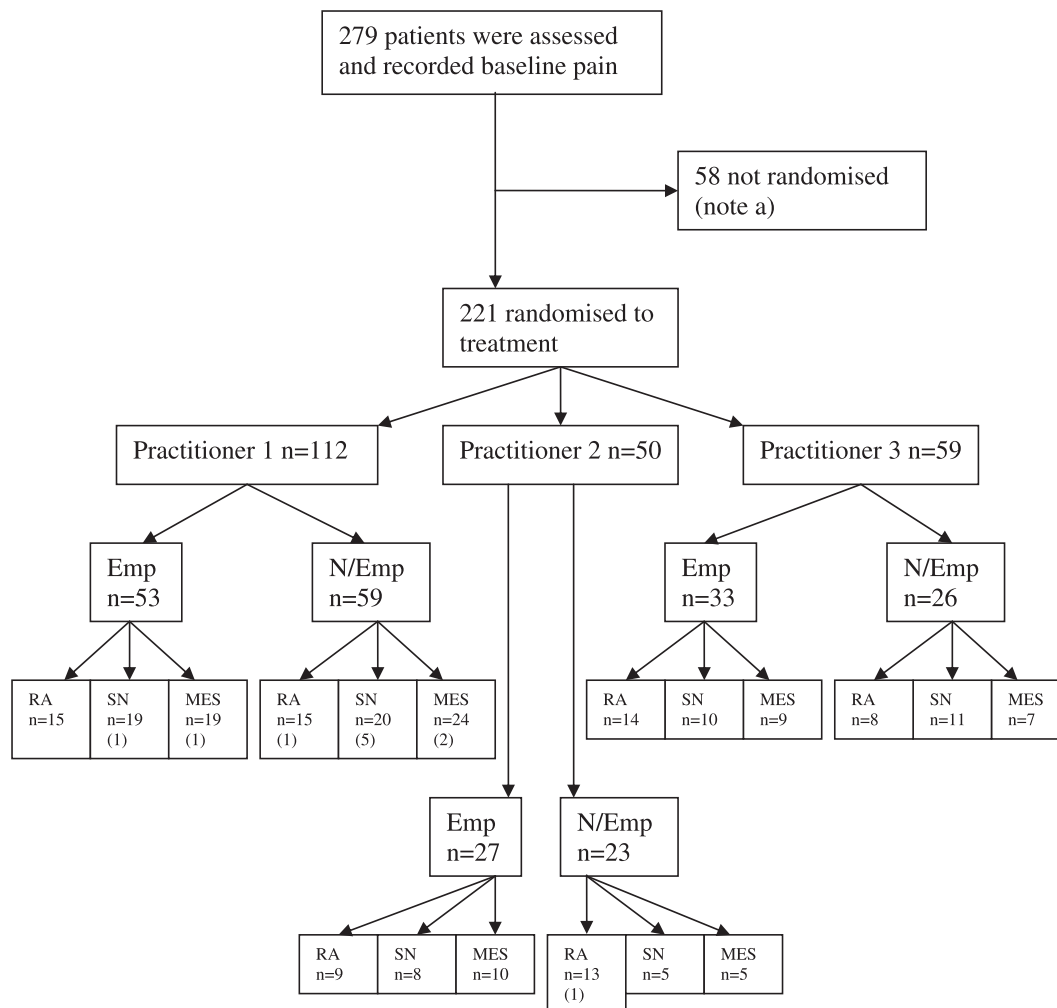 279 patients were assessed
and recorded baseline pain
58 not randomised
(note a)
221 randomised to
treatment
Practitioner 1 n=112
Practitioner 2 n=50
Practitioner 3 n=59
Emp
n=53
N/Emp
n=59
Emp
n=33
N/Emp
n=26
RA
n=15
SN
n=19
(1)
MES
n=19
(1)
RA
n=15
(1)
SN
n=20
(5)
MES
n=24
(2)
RA
n=14
SN
n=10
MES
n=9
RA
n=8
SN
n=11
MES
n=7
Emp
n=27
N/Emp
n=23
RA
n=9
SN
n=8
MES
n=10
RA
n=13
(1)
SN
n=5
MES
n=5